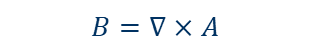 B = ∇ × A